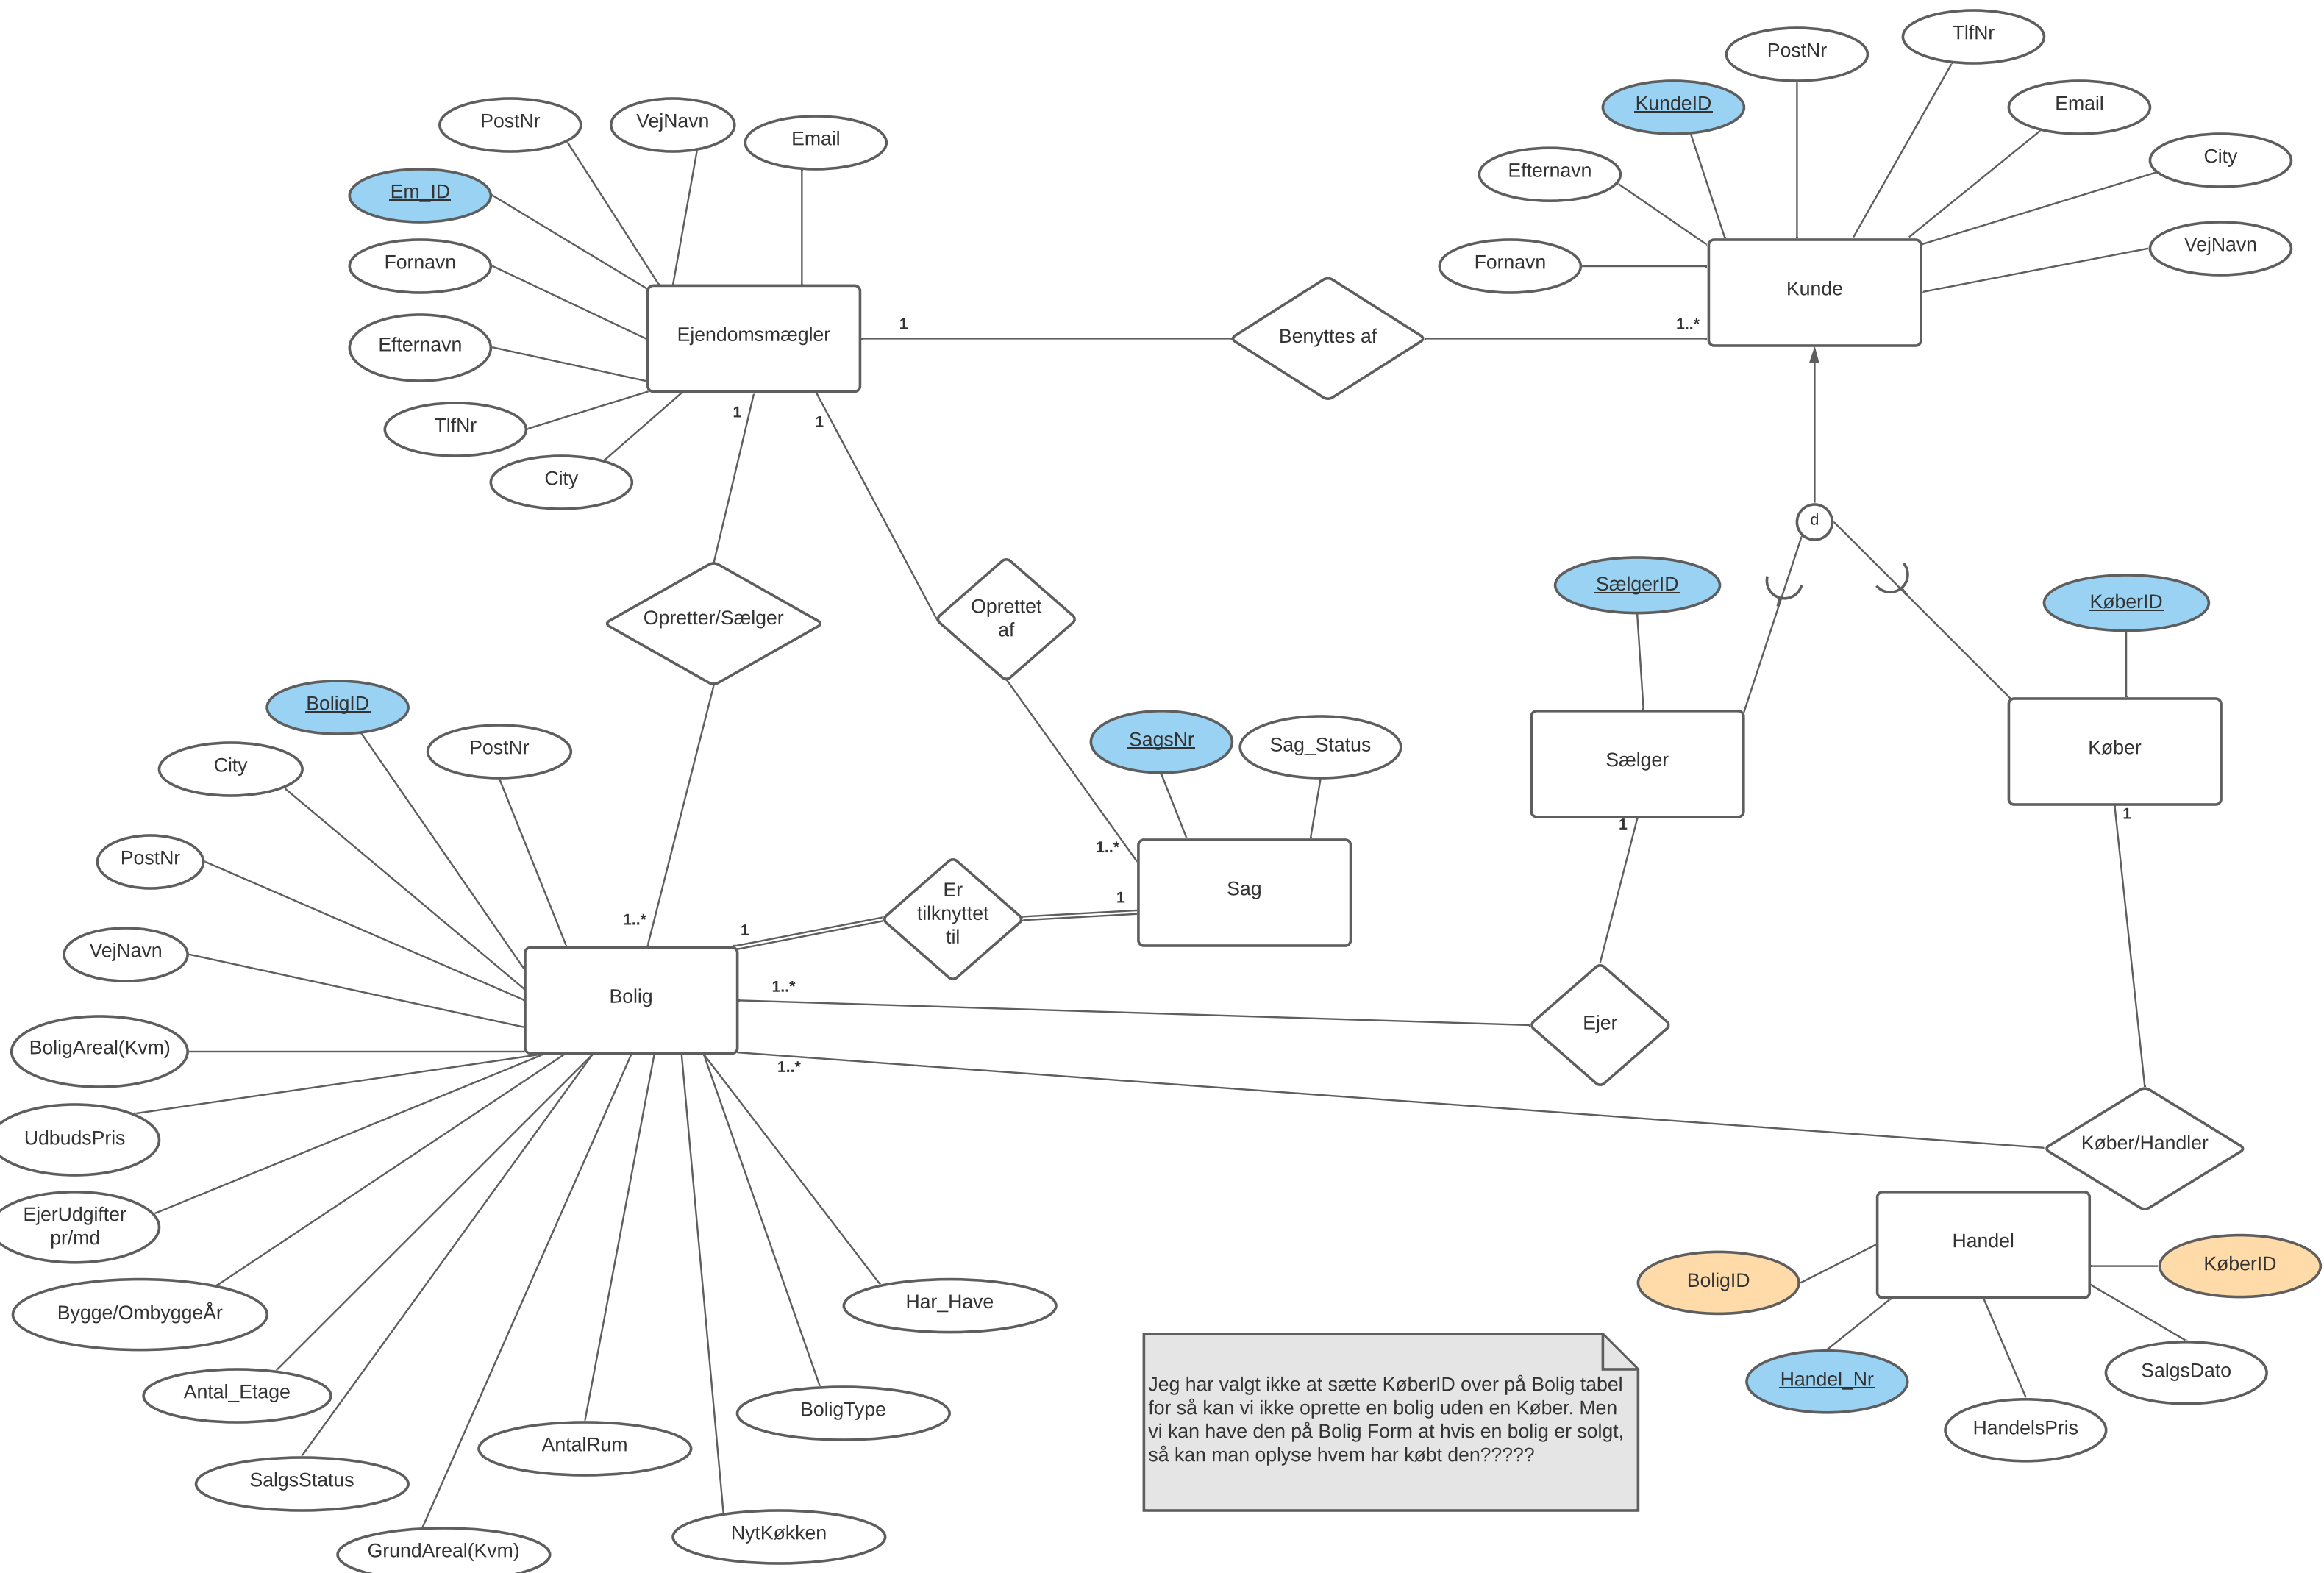 TlfNr
PostNr
KundeID
Email
City
Efternavn
VejNavn
Fornavn
Kunde
PostNr
VejNavn
Email
Em_ID
Fornavn
Efternavn
TlfNr
City
Ejendomsmægler
1
Benyttes af
1..*
1
1
d
Opretter/Sælger
Oprettet
af
SælgerID
KøberID
BoligID
PostNr
City
PostNr
VejNavn
SagsNr
Sag_Status
Sælger
Køber
1
1
1..*
Sag
1..*
1
Er
tilknyttet
til
1
Bolig
1..*
Ejer
1..*
BoligAreal(Kvm)
UdbudsPris
EjerUdgifter
pr/md
Bygge/OmbyggeÅr
Antal_Etage
SalgsStatus
GrundAreal(Kvm)
AntalRum
NytKøkken
BoligType
Har_Have
Køber/Handler
Handel
BoligID
KøberID
Handel_Nr
HandelsPris
SalgsDato
Jeg har valgt ikke at sætte KøberID over på Bolig tabel
for så kan vi ikke oprette en bolig uden en Køber. Men
vi kan have den på Bolig Form at hvis en bolig er solgt,
så kan man oplyse hvem har købt den?????